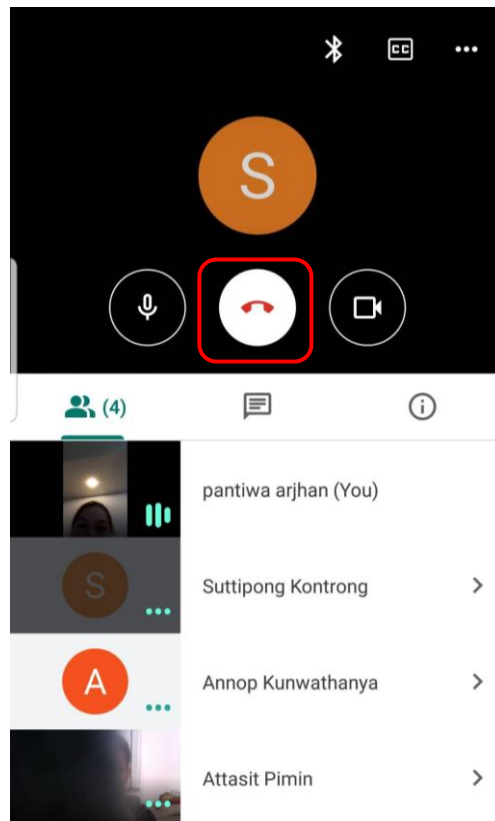 CC
S
(4)
pantiwa arjhan (You)
S
Suttipong Kontrong
A
Annop Kunwathanya
Attasit Pimin